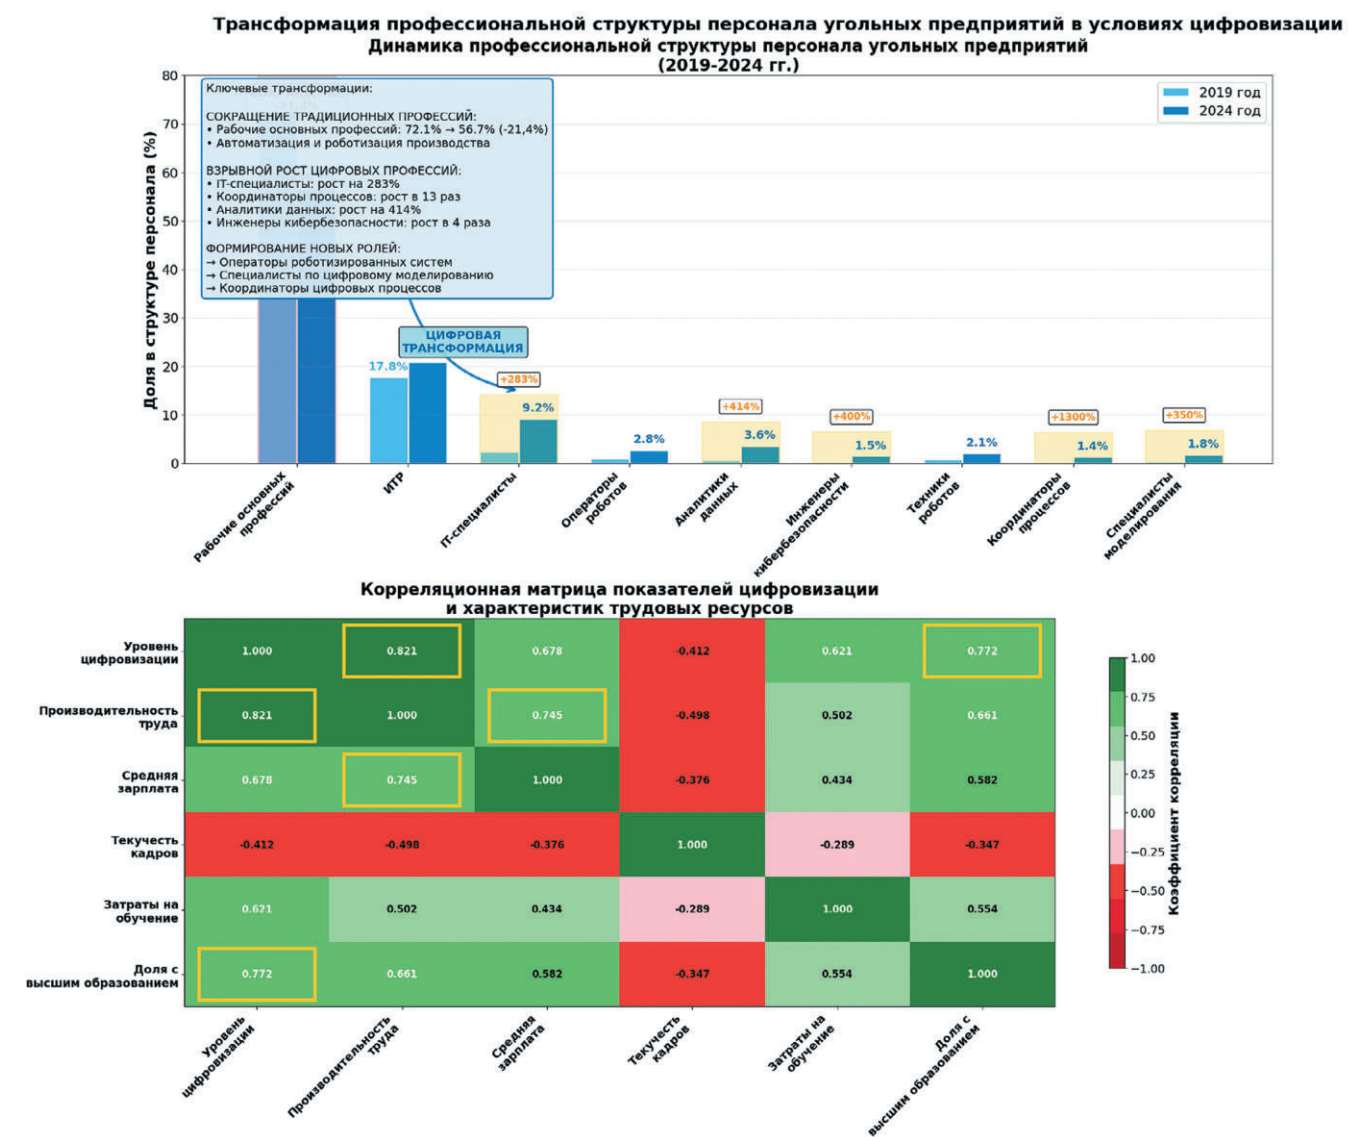 Трансформация профессиональной структуры персонала угольных предприятий в условиях цифровизации
Динамика профессиональной структуры персонала угольных предприятий
(2019-2024 гг.)
Доля в структуре персонала (%)
80
70
60
50
40
30
20
10
0
Ключевые трансформации:
СОКРАЩЕНИЕ ТРАДИЦИОННЫХ ПРОФЕССИЙ:
• Рабочие основных профессий: 72.1% → 56.7% (-21,4%)
• Автоматизация и роботизация производства
ВЗРЫВНОЙ РОСТ ЦИФРОВЫХ ПРОФЕССИЙ:
• IT-специалисты: рост на 283%
• Координаторы процессов: рост в 13 раз
• Аналитики данных: рост на 414%
• Инженеры кибербезопасности: рост в 4 раза
ФОРМИРОВАНИЕ НОВЫХ РОЛЕЙ:
→ Операторы роботизированных систем
→ Специалисты по цифровому моделированию
→ Координаторы цифровых процессов
2019 год
2024 год
ЦИФРОВАЯ
ТРАНСФОРМАЦИЯ
17.8%
+283%
9.2%
2.8%
+414%
3.6%
+400%
1.5%
2.1%
+1300%
1.4%
+350%
1.8%
Рабочие основных
профессий
ИТР
IT-специалисты
Операторы
роботов
Аналитики
данных
Инженеры
кибербезопасности
Техники
роботов
Координаторы
процессов
Специалисты
моделирования
Корреляционная матрица показателей цифровизации
и характеристик трудовых ресурсов
Уровень
цифровизации
1.000 0.821 0.678 -0.412 0.621 0.772
Производительность
труда
0.821 1.000 0.745 -0.498 0.502 0.661
Средняя
зарплата
0.678 0.745 1.000 -0.376 0.434 0.582
Текучесть
кадров
-0.412 -0.498 -0.376 1.000 -0.289 -0.347
Затраты на
обучение
0.621 0.502 0.434 -0.289 1.000 0.554
Доля с
высшим образованием
0.772 0.661 0.582 -0.347 0.554 1.000
Уровень
цифровизации
Производительность
труда
Средняя
зарплата
Текучесть
кадров
Затраты на
обучение
Доля с
высшим образованием
1.00
0.75
0.50
0.25
0.00
−0.25
−0.50
−0.75
−1.00
Коэффициент корреляции